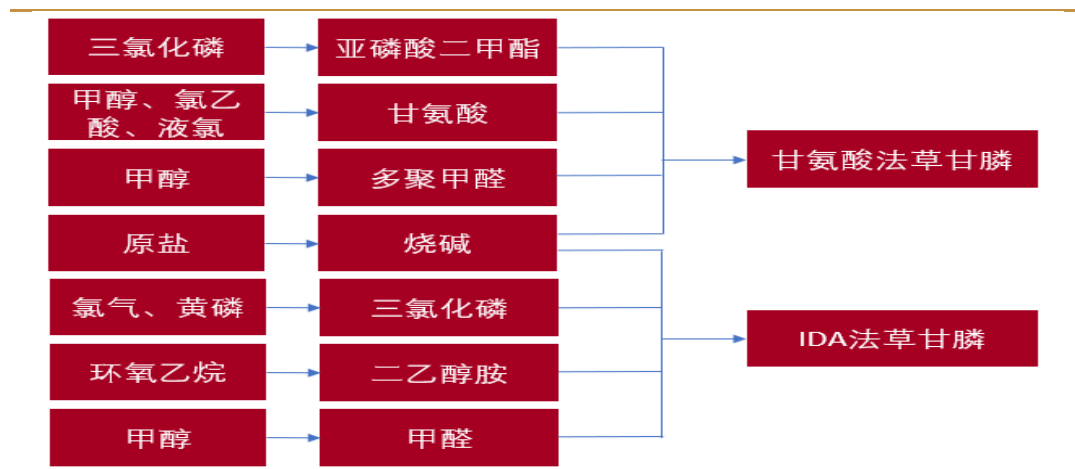 三氯化磷
亚磷酸二甲酯
甲醇、氯乙
酸、液氯
甘氨酸
甘氨酸法草甘膦
甲醇
多聚甲醛
原盐
烧碱
氯气、黄磷
三氯化磷
IDA法草甘膦
环氧乙烷
二乙醇胺
甲醇
甲醛